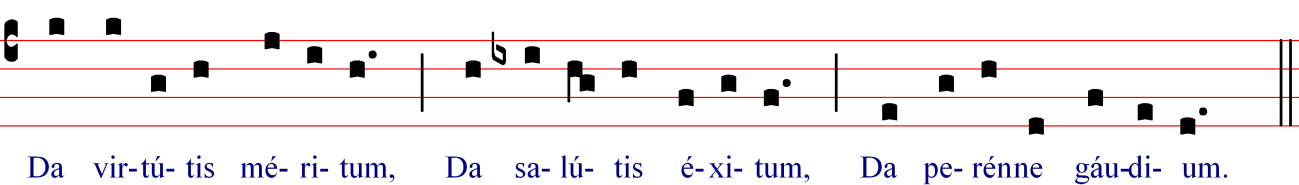 Da vir-tú- tis mé- ri- tum, Da sa- lú- tis é- xi- tum, Da pe- rénne gáu-di- um.